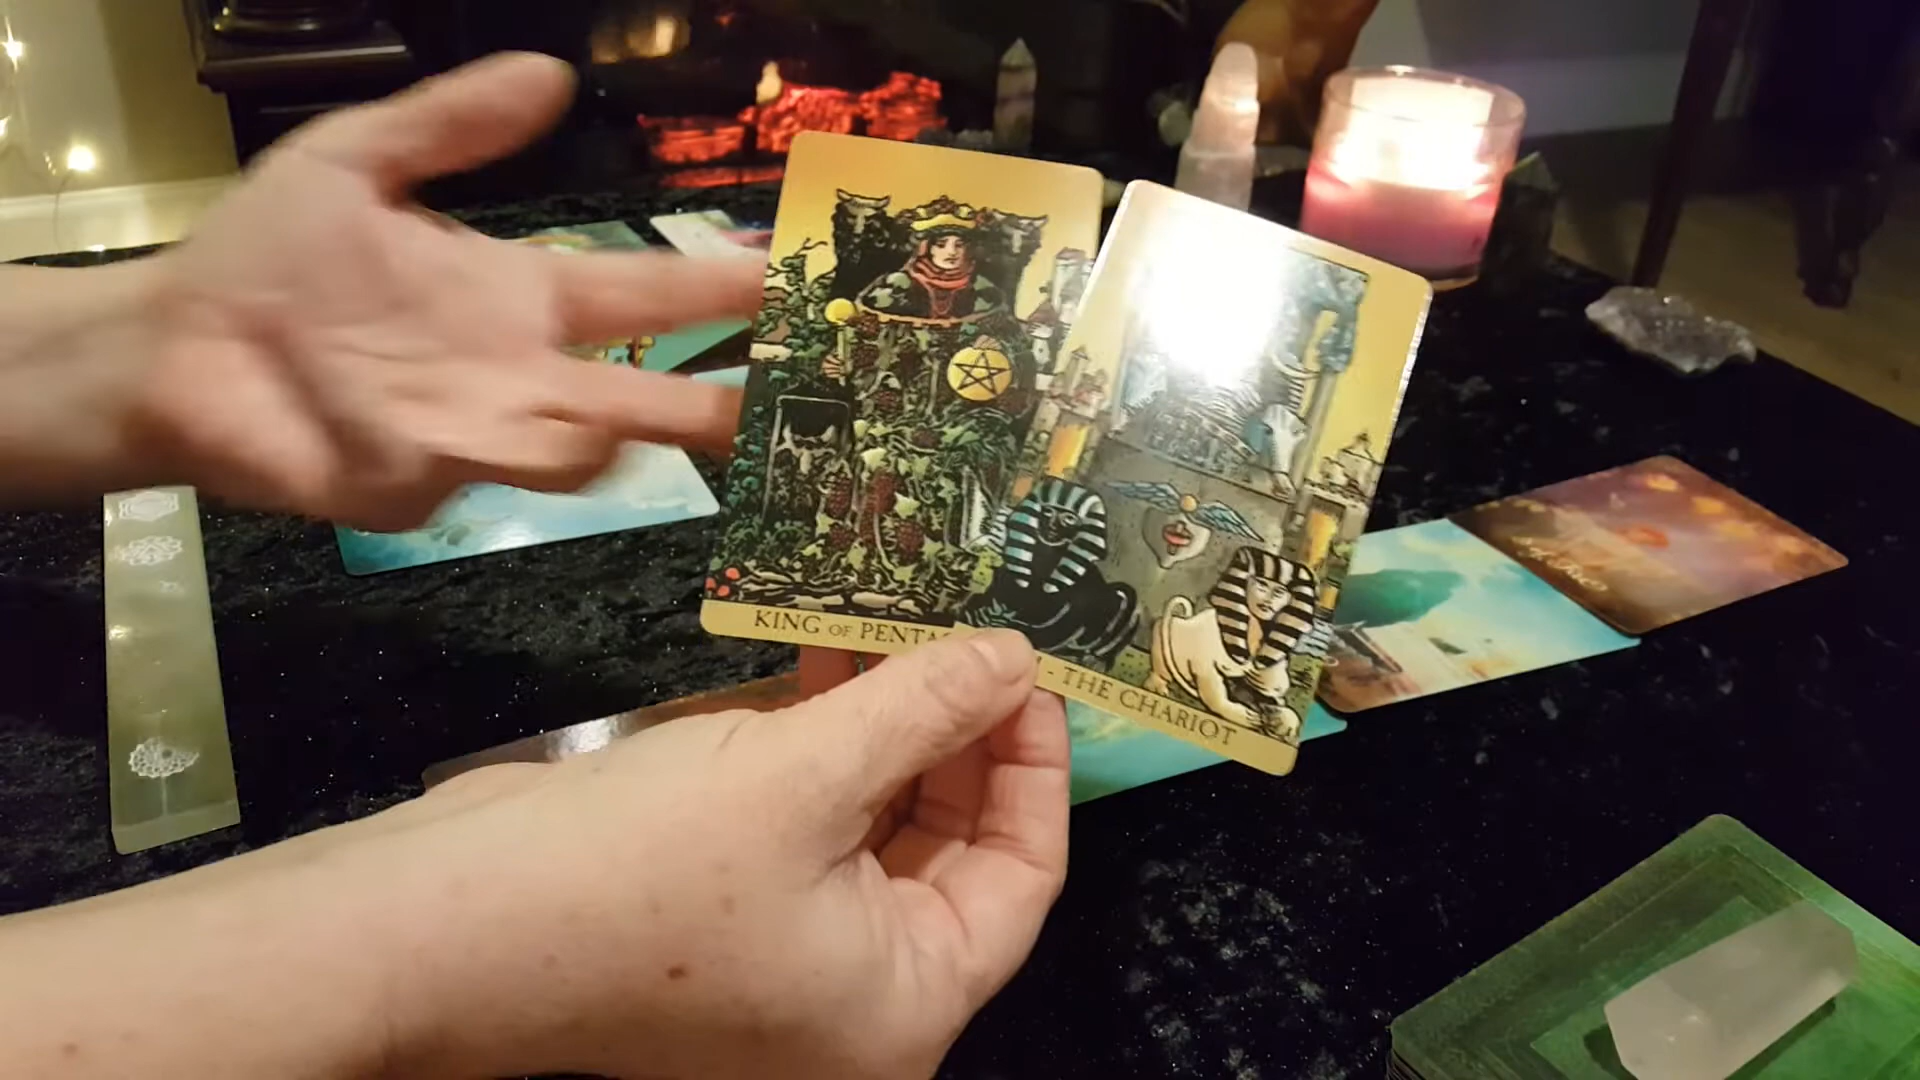 KING OF PENTA
- THE CHARIOT